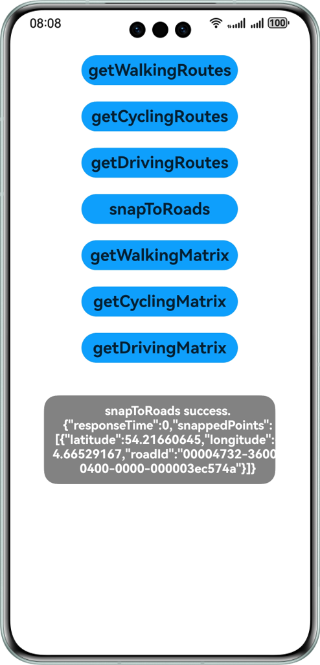 08:08
100
getWalkingRoutes
getCyclingRoutes
getDrivingRoutes
snapToRoads
getWalkingMatrix
getCyclingMatrix
getDrivingMatrix
snapToRoads success.
{"responseTime":0,"snappedPoints":
[{"latitude":54.21660645,"longitude":
4.66529167,"roadId":"00004732-3600
0400-0000-000003ec574a"}]}